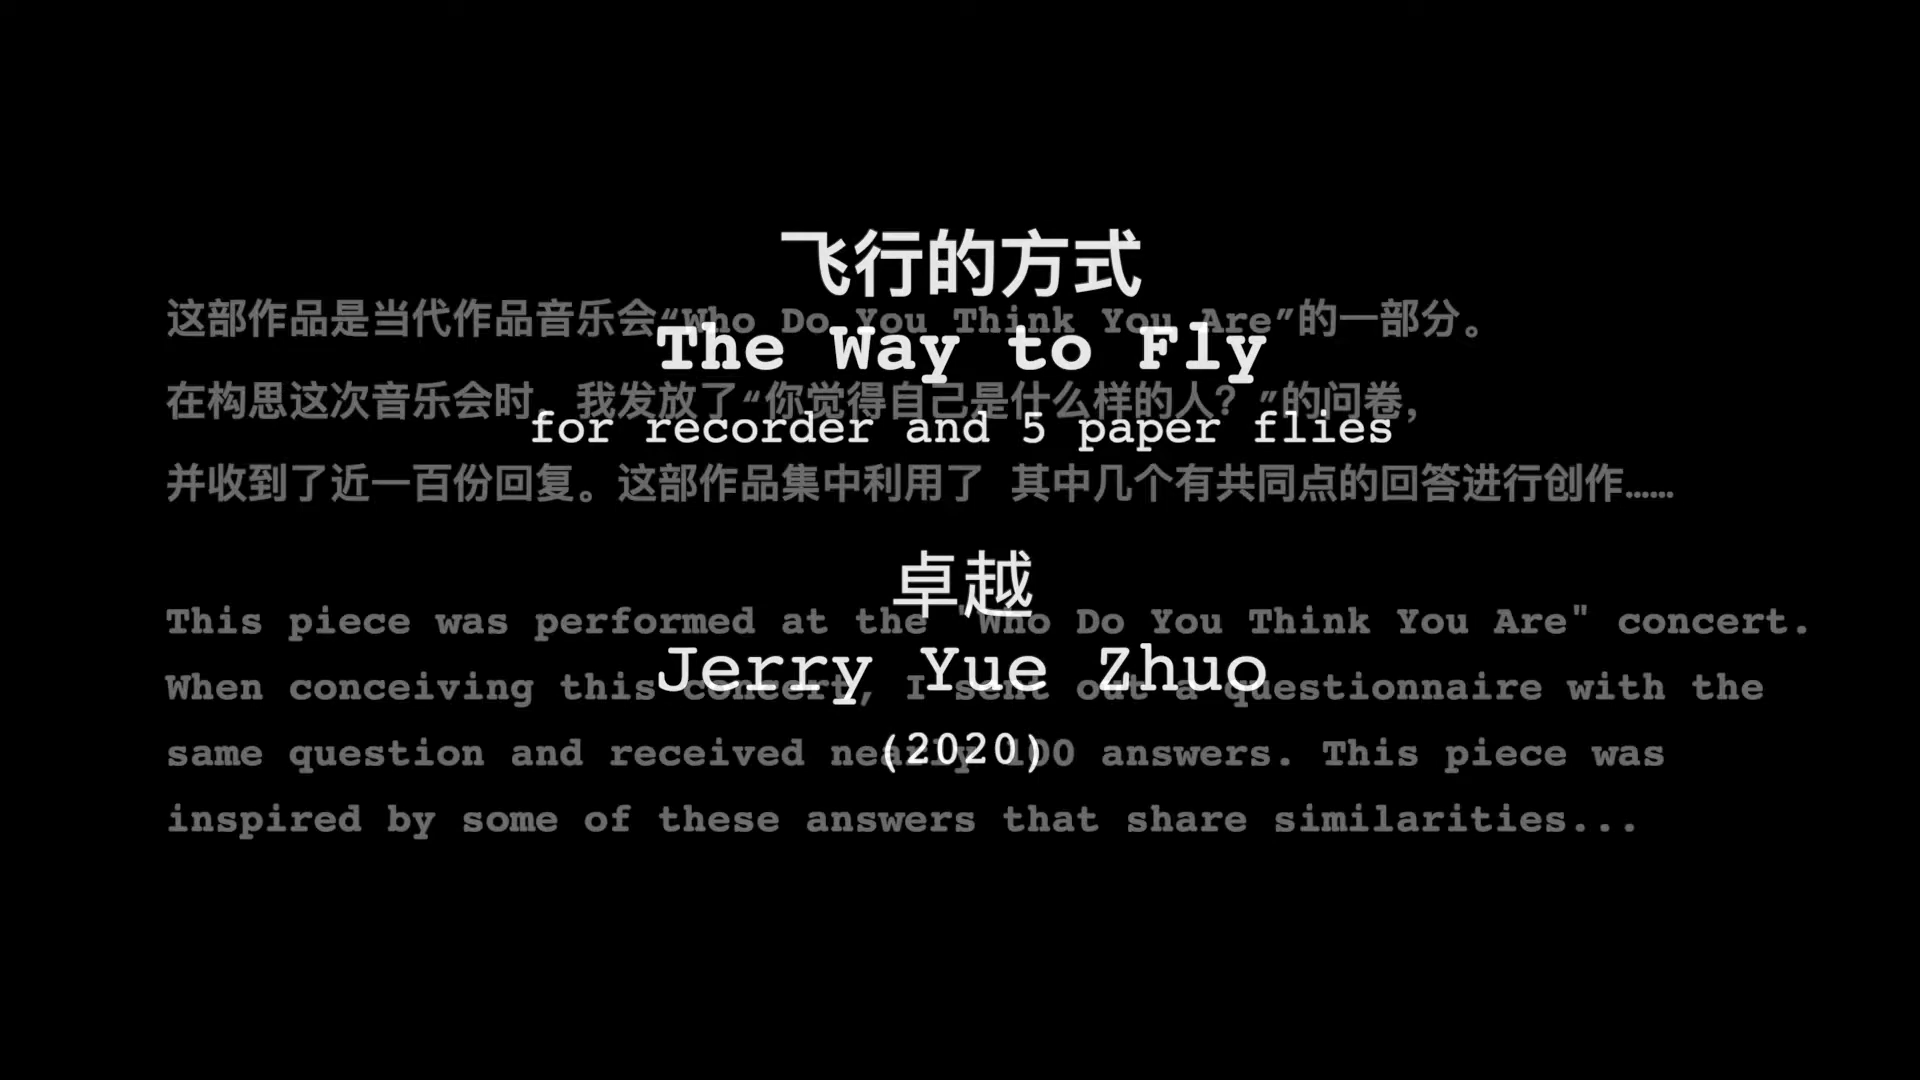 飞行的方式
The Way to Fly
for recorder and 5 paper flies
卓越
Jerry Yue Zhuo
(2020)
这部作品是当代作品音乐会“Who Do You Think You Are”的一部分。
在构思这次音乐会时，我发放了“你觉得自己是什么样的人？”的问卷，
并收到了近一百份回复。这部作品集中利用了 其中几个有共同点的回答进行创作……
This piece was performed at the "Who Do You Think You Are" concert.
When conceiving this concert, I sent out a questionnaire with the
same question and received nearly 100 answers. This piece was
inspired by some of these answers that share similarities...